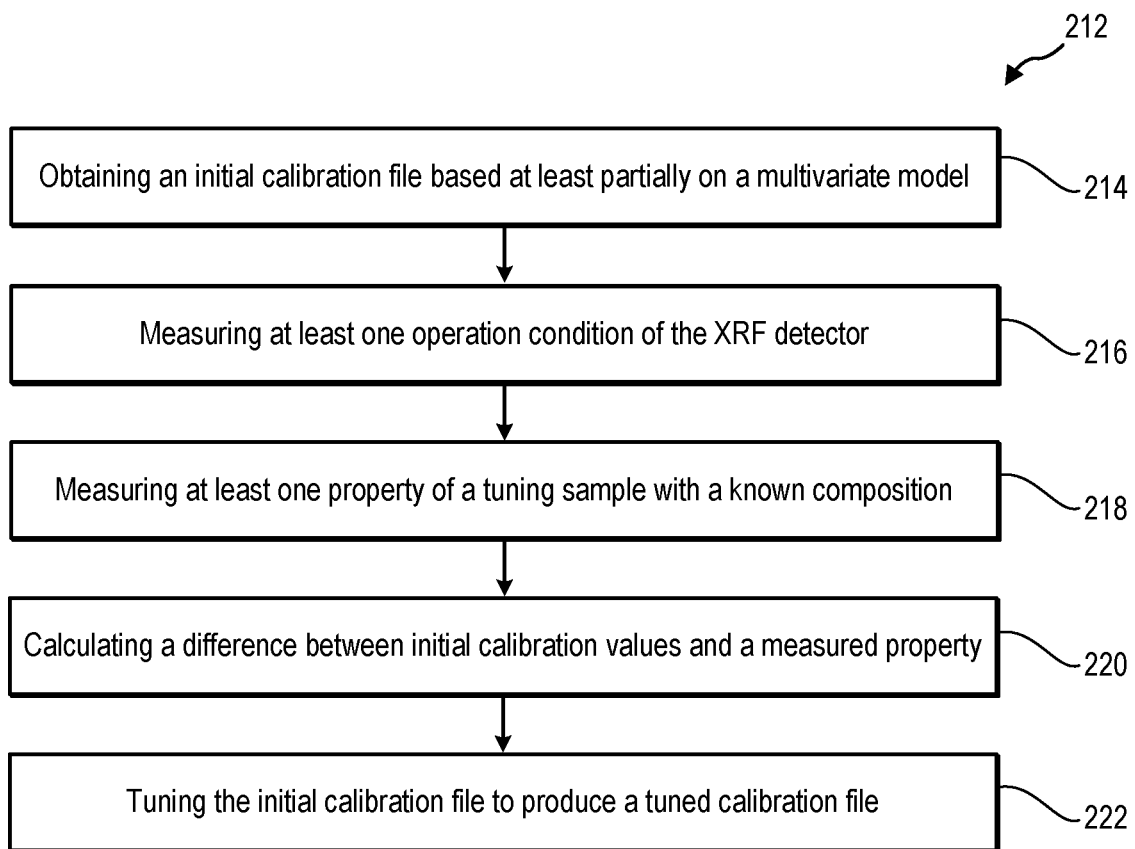 212
Obtaining an initial calibration file based at least partially on a multivariate model
214
Measuring at least one operation condition of the XRF detector
216
Measuring at least one property of a tuning sample with a known composition
218
Calculating a difference between initial calibration values and a measured property
220
Tuning the initial calibration file to produce a tuned calibration file
222